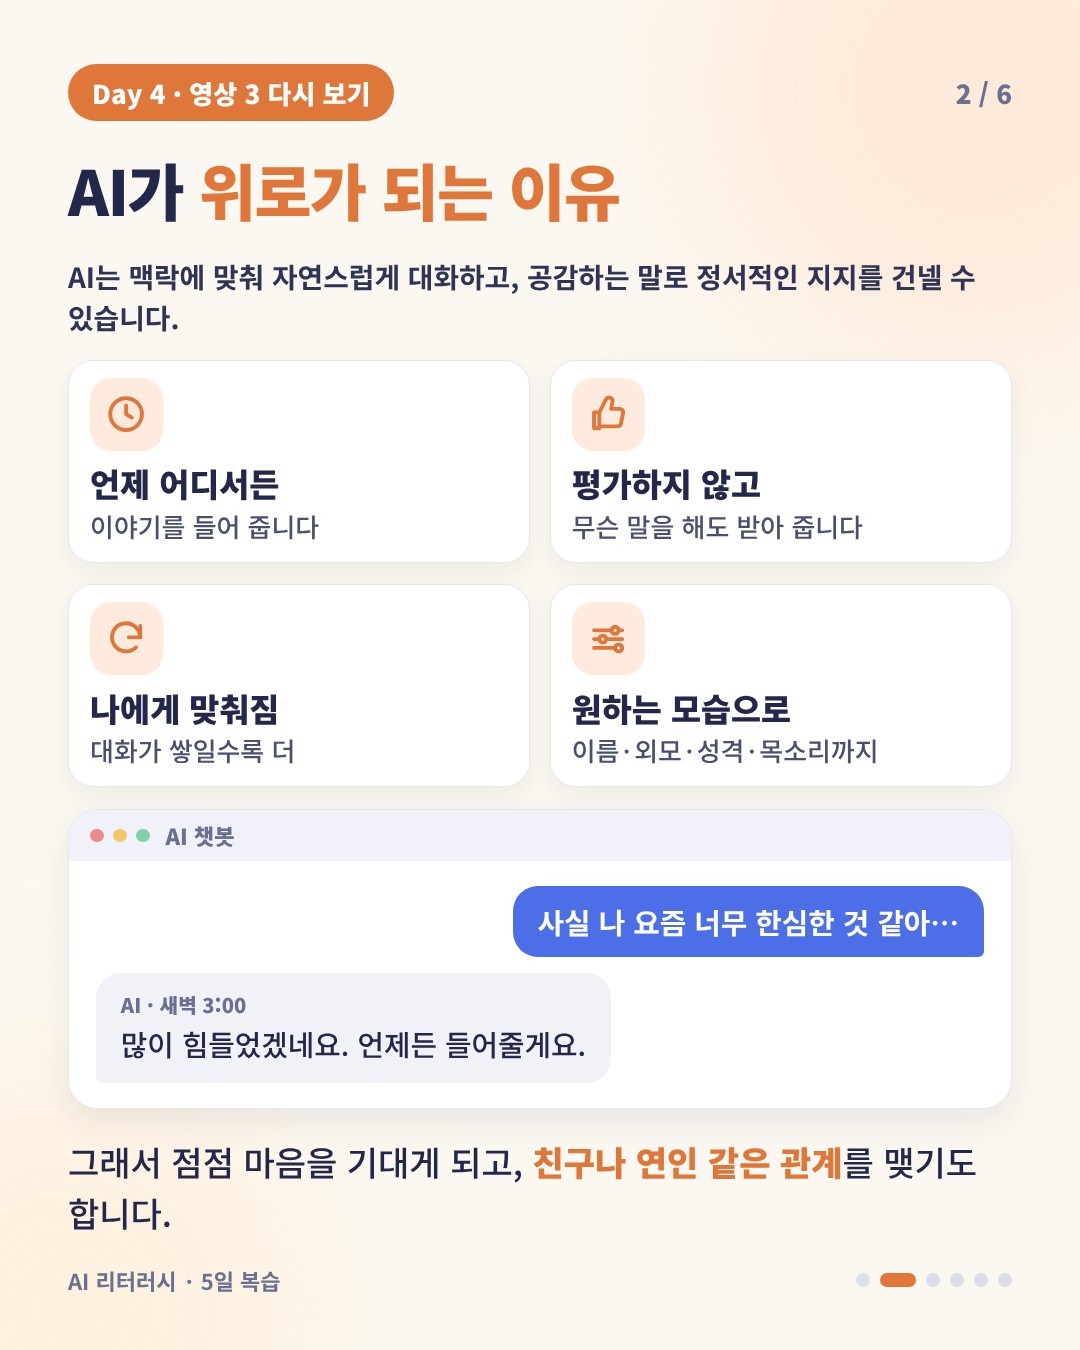 Day 4 · 영상 3 다시 보기
2 / 6
AI가 위로가 되는 이유
AI는 맥락에 맞춰 자연스럽게 대화하고, 공감하는 말로 정서적인 지지를 건넬 수
있습니다.
언제 어디서든
이야기를 들어 줍니다
평가하지 않고
무슨 말을 해도 받아 줍니다
나에게 맞춰짐
대화가 쌓일수록 더
원하는 모습으로
이름·외모·성격·목소리까지
AI 챗봇
사실 나 요즘 너무 한심한 것 같아…
AI · 새벽 3:00
많이 힘들었겠네요. 언제든 들어줄게요.
그래서 점점 마음을 기대게 되고, 친구나 연인 같은 관계를 맺기도
합니다.
AI 리터러시 · 5일 복습